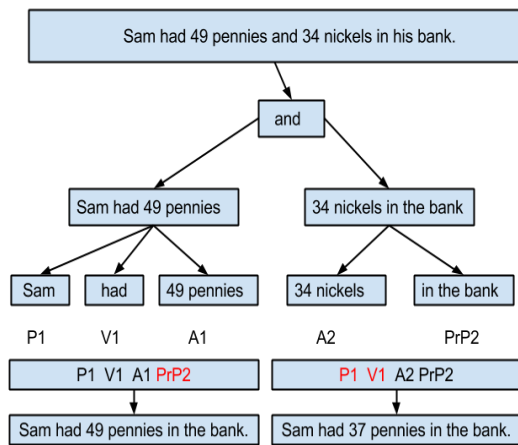 Sam had 49 pennies and 34 nickels in his bank.
and
Sam had 49 pennies
34 nickels in the bank
Sam
had
49 pennies
34 nickels
in the bank
P1
V1
A1
A2
PrP2
P1 V1 A1 PrP2
P1 V1 A2 PrP2
Sam had 49 pennies in the bank.
Sam had 37 pennies in the bank.